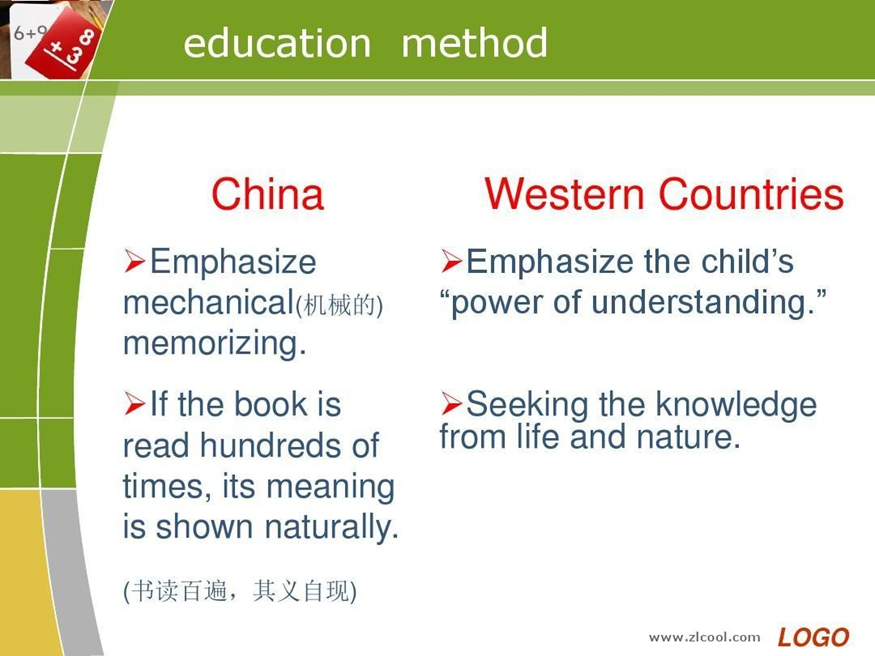 6+9
8
+ 3
education method
China
Western Countries
➢Emphasize
mechanical(机械的)
memorizing.
➢If the book is
read hundreds of
times, its meaning
is shown naturally.
(书读百遍，其义自现)
➢Emphasize the child’s
“power of understanding.”
➢Seeking the knowledge
from life and nature.
www.zlcool.com
LOGO